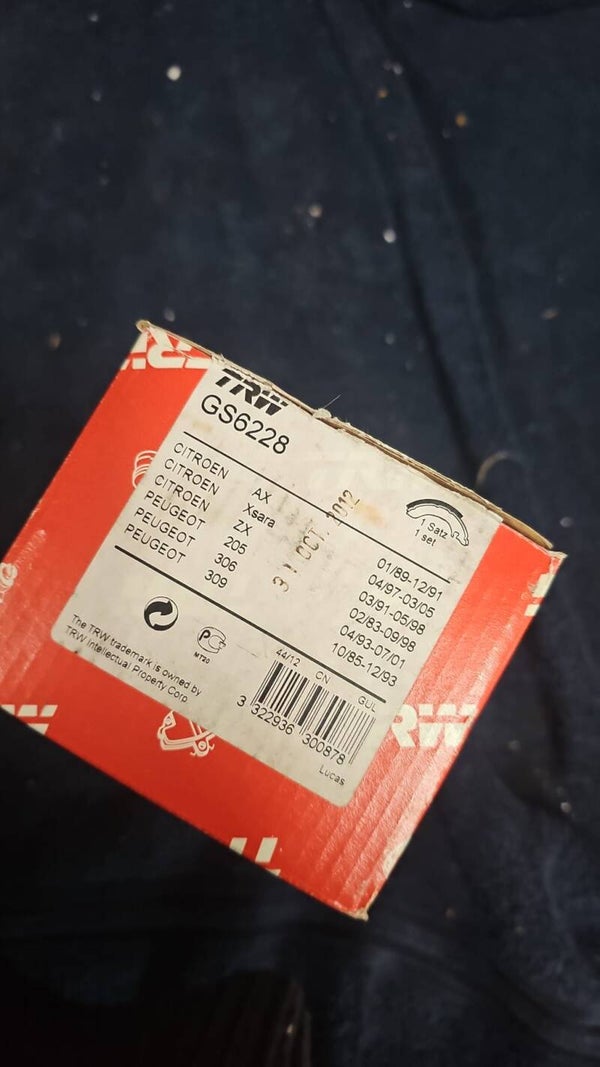 TRW
GS6228
CITROEN AX 01/89-12/91
CITROEN Xsara 04/97-03/05
CITROEN ZX 03/91-05/98
PEUGEOT 205 02/83-09/98
PEUGEOT 306 04/93-07/01
PEUGEOT 309 10/85-12/93
1 Satz
1 set
OCT 2012
MT20
The TRW trademark is owned by
TRW Intellectual Property Corp
44/12 CN GUL
3 322936 300878
Lucas
TRW